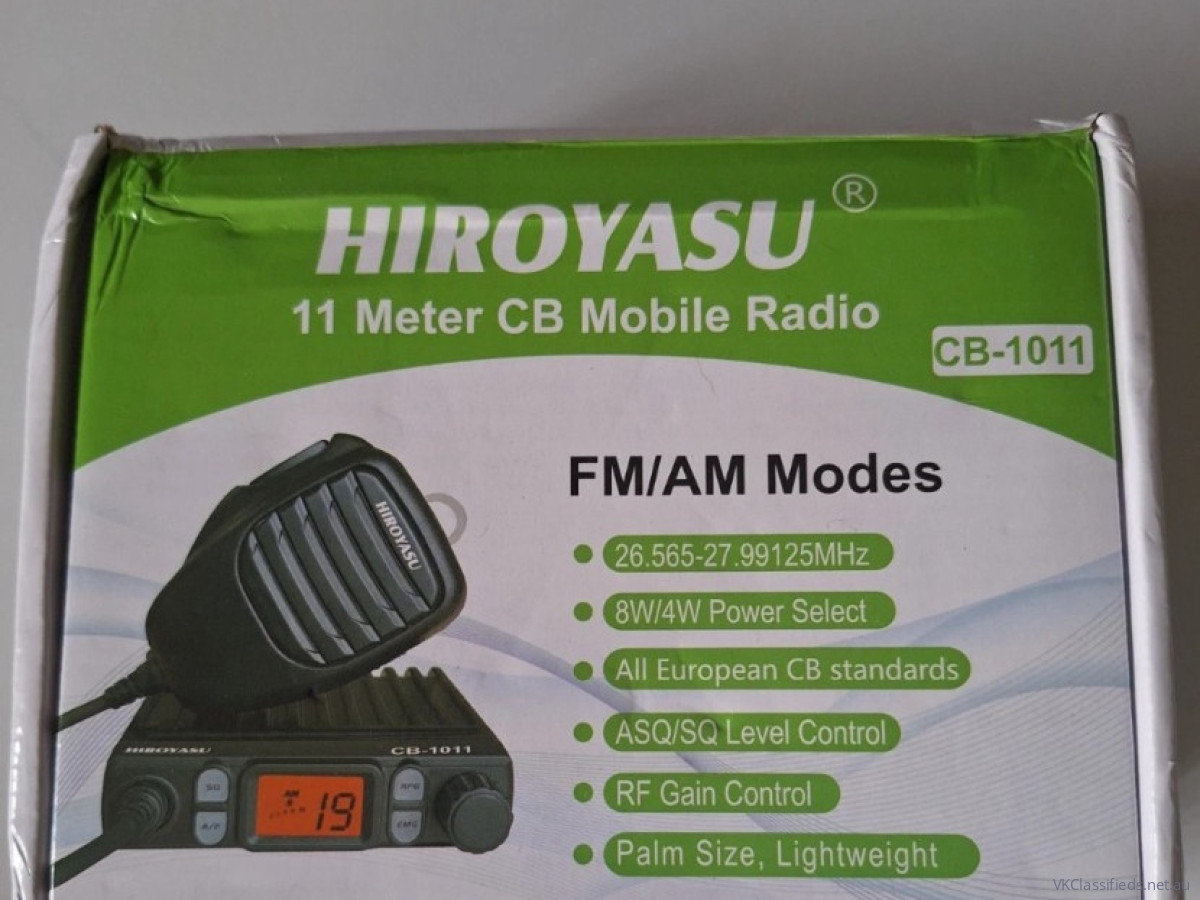 HIROYASU®
11 Meter CB Mobile Radio
CB-1011
FM/AM Modes
26.565-27.99125MHz
8W/4W Power Select
All European CB standards
ASQ/SQ Level Control
RF Gain Control
Palm Size, Lightweight
HIROYASU
HIROYASU
CB-1011
SQ
A/F
AM
19
EMG
VKClassifieds.net.au